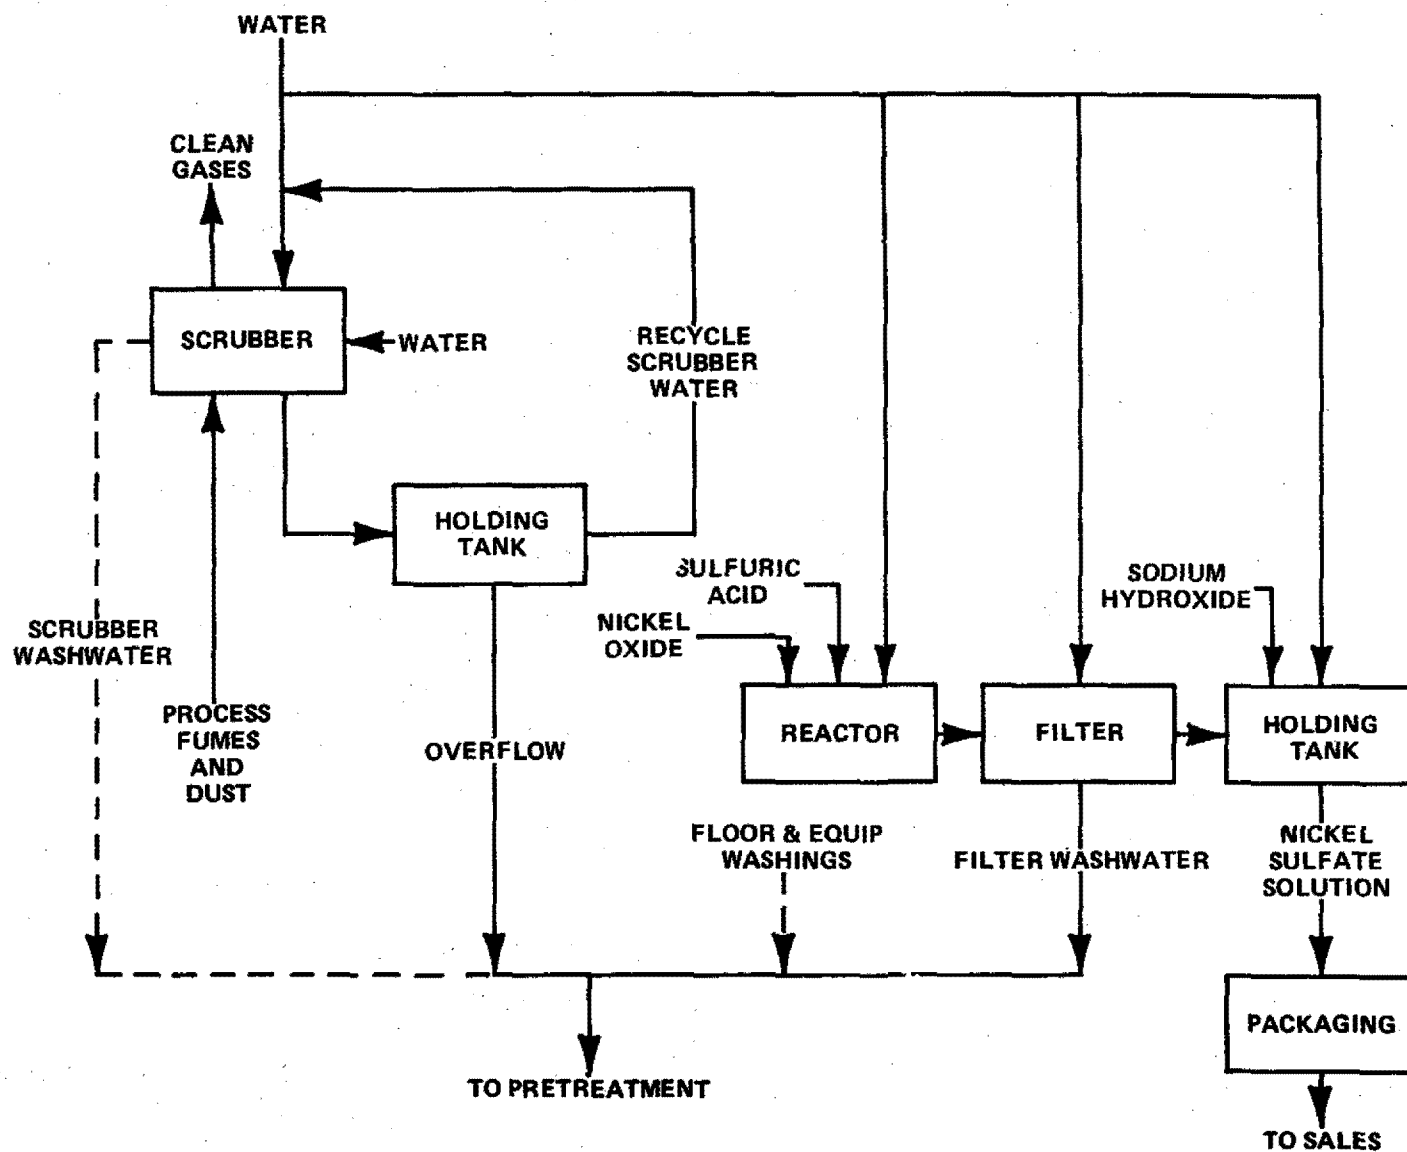 WATER
CLEAN
GASES
SCRUBBER
WATER
RECYCLE
SCRUBBER
WATER
HOLDING
TANK
SULFURIC
ACID
SODIUM
HYDROXIDE
NICKEL
OXIDE
SCRUBBER
WASHWATER
PROCESS
FUMES
AND
DUST
OVERFLOW
REACTOR
FILTER
HOLDING
TANK
FLOOR & EQUIP
WASHINGS
FILTER WASHWATER
NICKEL
SULFATE
SOLUTION
PACKAGING
TO PRETREATMENT
TO SALES